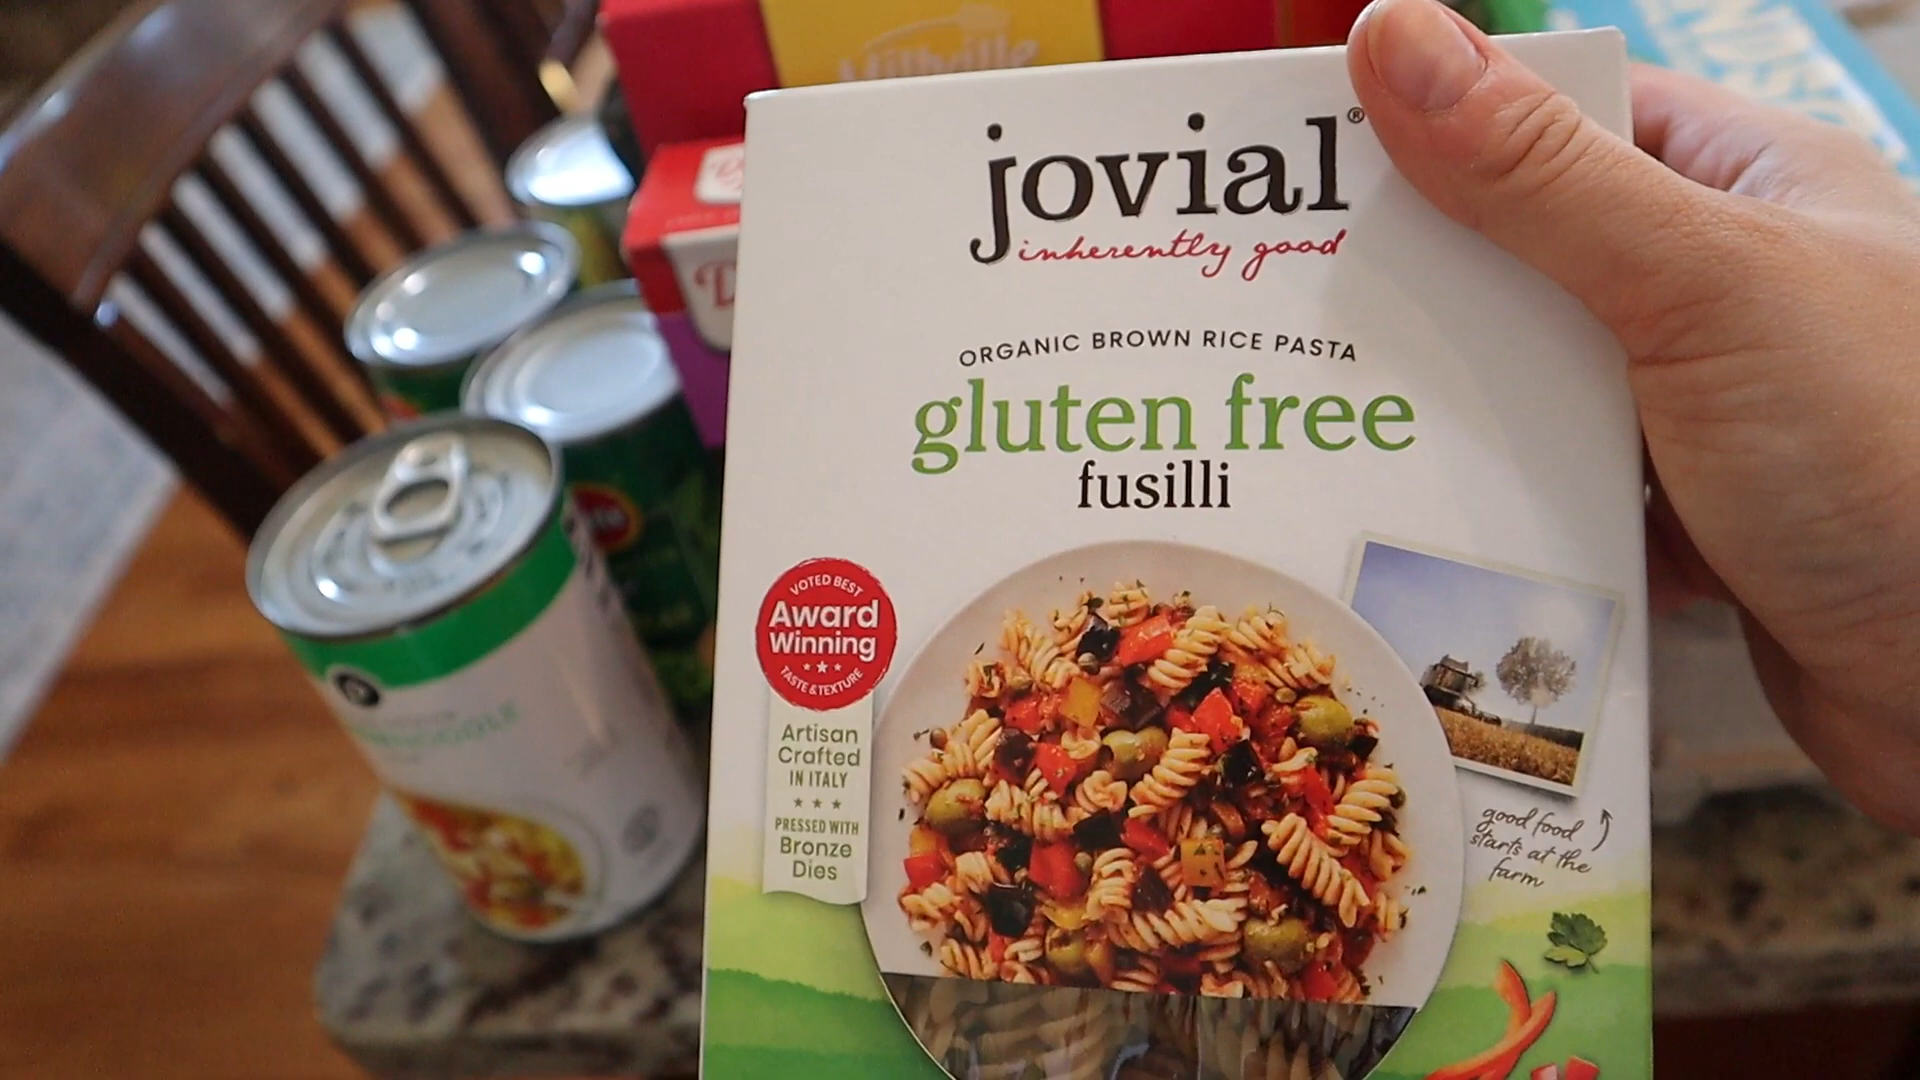 Millville
jovial®
inherently good
ORGANIC BROWN RICE PASTA
gluten free
fusilli
VOTED BEST
Award
Winning
TASTE & TEXTURE
Artisan
Crafted
IN ITALY
PRESSED WITH
Bronze
Dies
good food
starts at the
farm